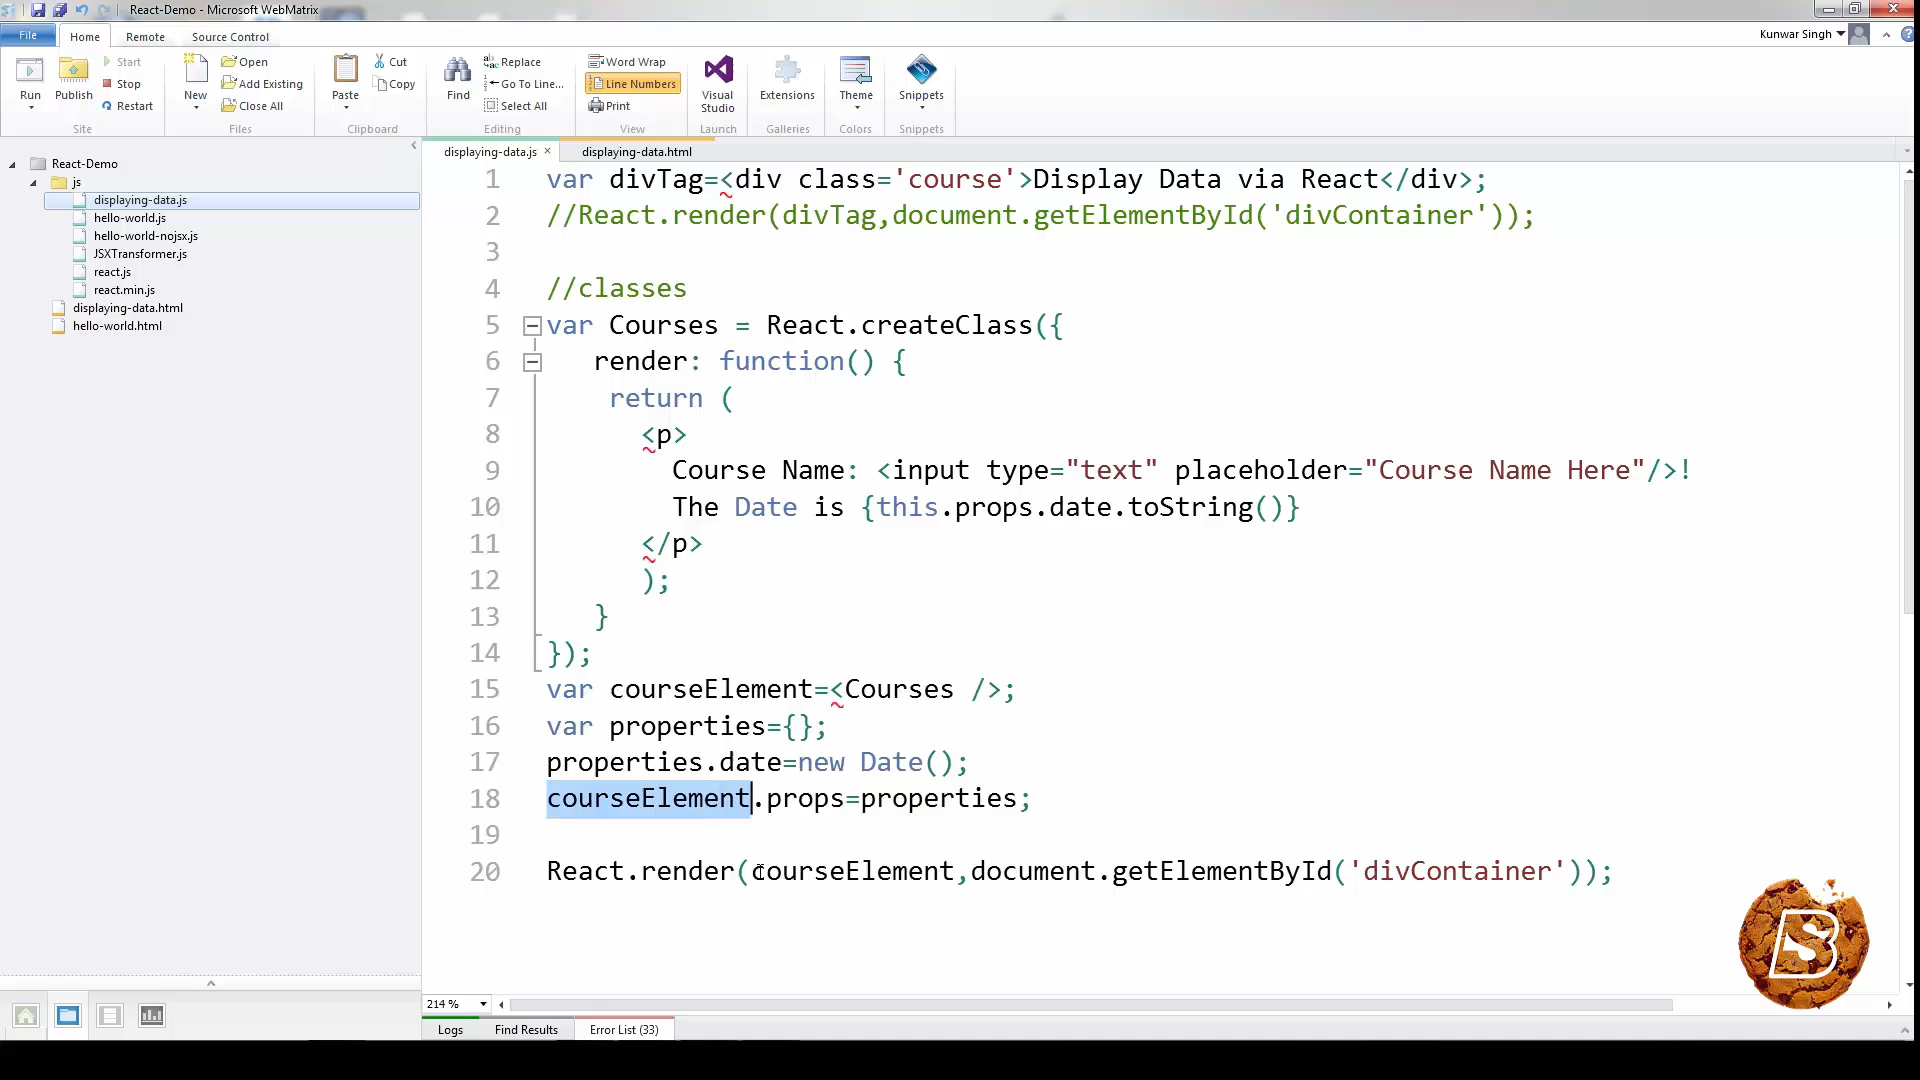 React-Demo - Microsoft WebMatrix
File Home Remote Source Control Kunwar Singh
Run Publish Start Stop Restart Site
New Open Add Existing Close All Files
Paste Cut Copy Clipboard
Find Replace Go To Line... Select All Editing
Word Wrap Line Numbers Print View
Visual Studio Launch
Extensions Galleries
Theme Colors
Snippets Snippets
React-Demo
js
displaying-data.js
hello-world.js
hello-world-nojsx.js
JSXTransformer.js
react.js
react.min.js
displaying-data.html
hello-world.html
displaying-data.js displaying-data.html
1 var divTag=<div class='course'>Display Data via React</div>;
2 //React.render(divTag,document.getElementById('divContainer'));
3
4 //classes
5 var Courses = React.createClass({
6 render: function() {
7 return (
8 <p>
9 Course Name: <input type="text" placeholder="Course Name Here"/>!
10 The Date is {this.props.date.toString()}
11 </p>
12 );
13 }
14 });
15 var courseElement=<Courses />;
16 var properties={};
17 properties.date=new Date();
18 courseElement.props=properties;
19
20 React.render(courseElement,document.getElementById('divContainer'));
214 %
Logs Find Results Error List (33)